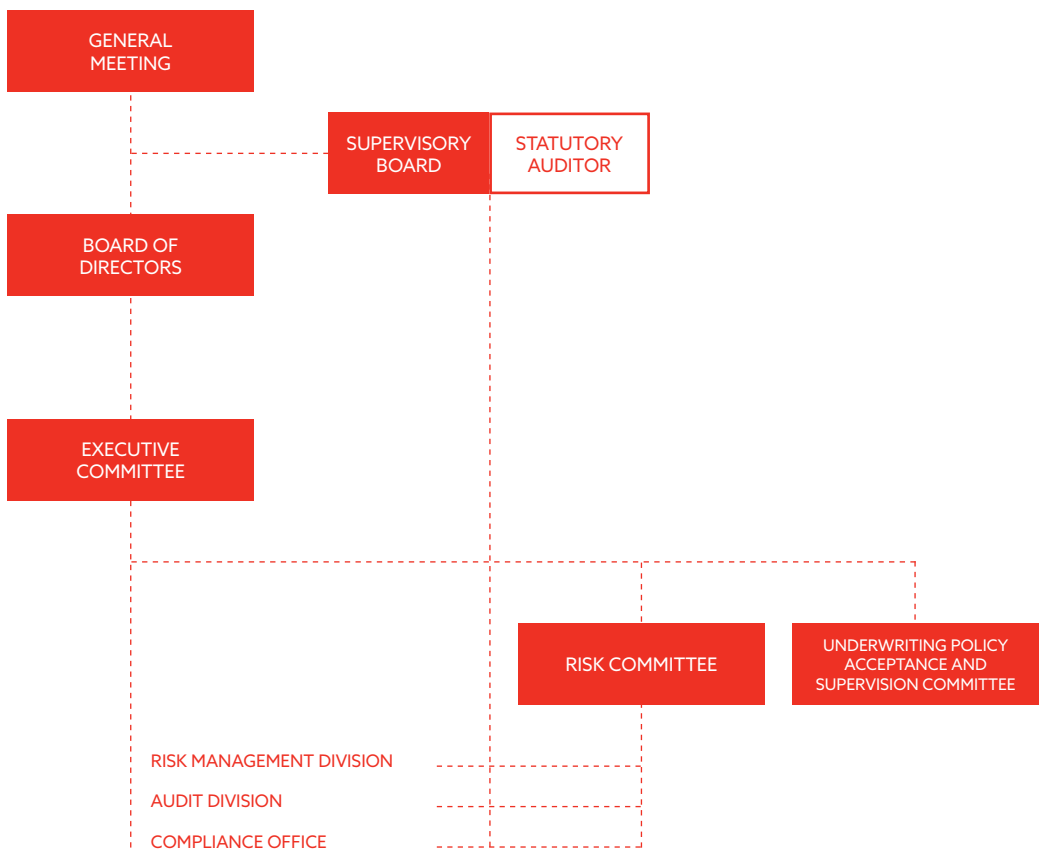 GENERAL
MEETING
SUPERVISORY
BOARD
STATUTORY
AUDITOR
BOARD OF
DIRECTORS
EXECUTIVE
COMMITTEE
RISK COMMITTEE
UNDERWRITING POLICY
ACCEPTANCE AND
SUPERVISION COMMITTEE
RISK MANAGEMENT DIVISION
AUDIT DIVISION
COMPLIANCE OFFICE